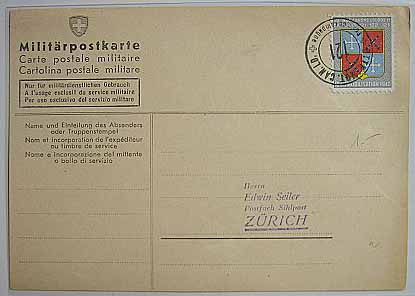 Militärpostkarte
Carte postale militaire
Cartolina postale militare
Nur für militärdienstlichen Gebrauch
A l'usage exclusif du service militaire
Per uso esclusivo del servizio militare
Name und Einteilung des Absenders
oder Truppenstempel
Nom et incorporation de l'expéditeur
ou timbre de service
Nome e incorporazione del mittente
o bollo di servizio
121
Herrn
Edwin Seiler
Postfach Sihlpost
ZÜRICH